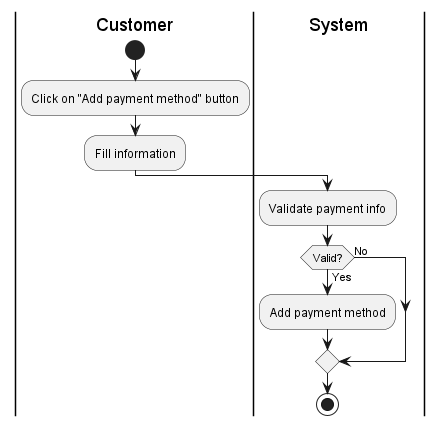 Customer
System
Click on "Add payment method" button
Fill information
Validate payment info
Valid?
No
Yes
Add payment method